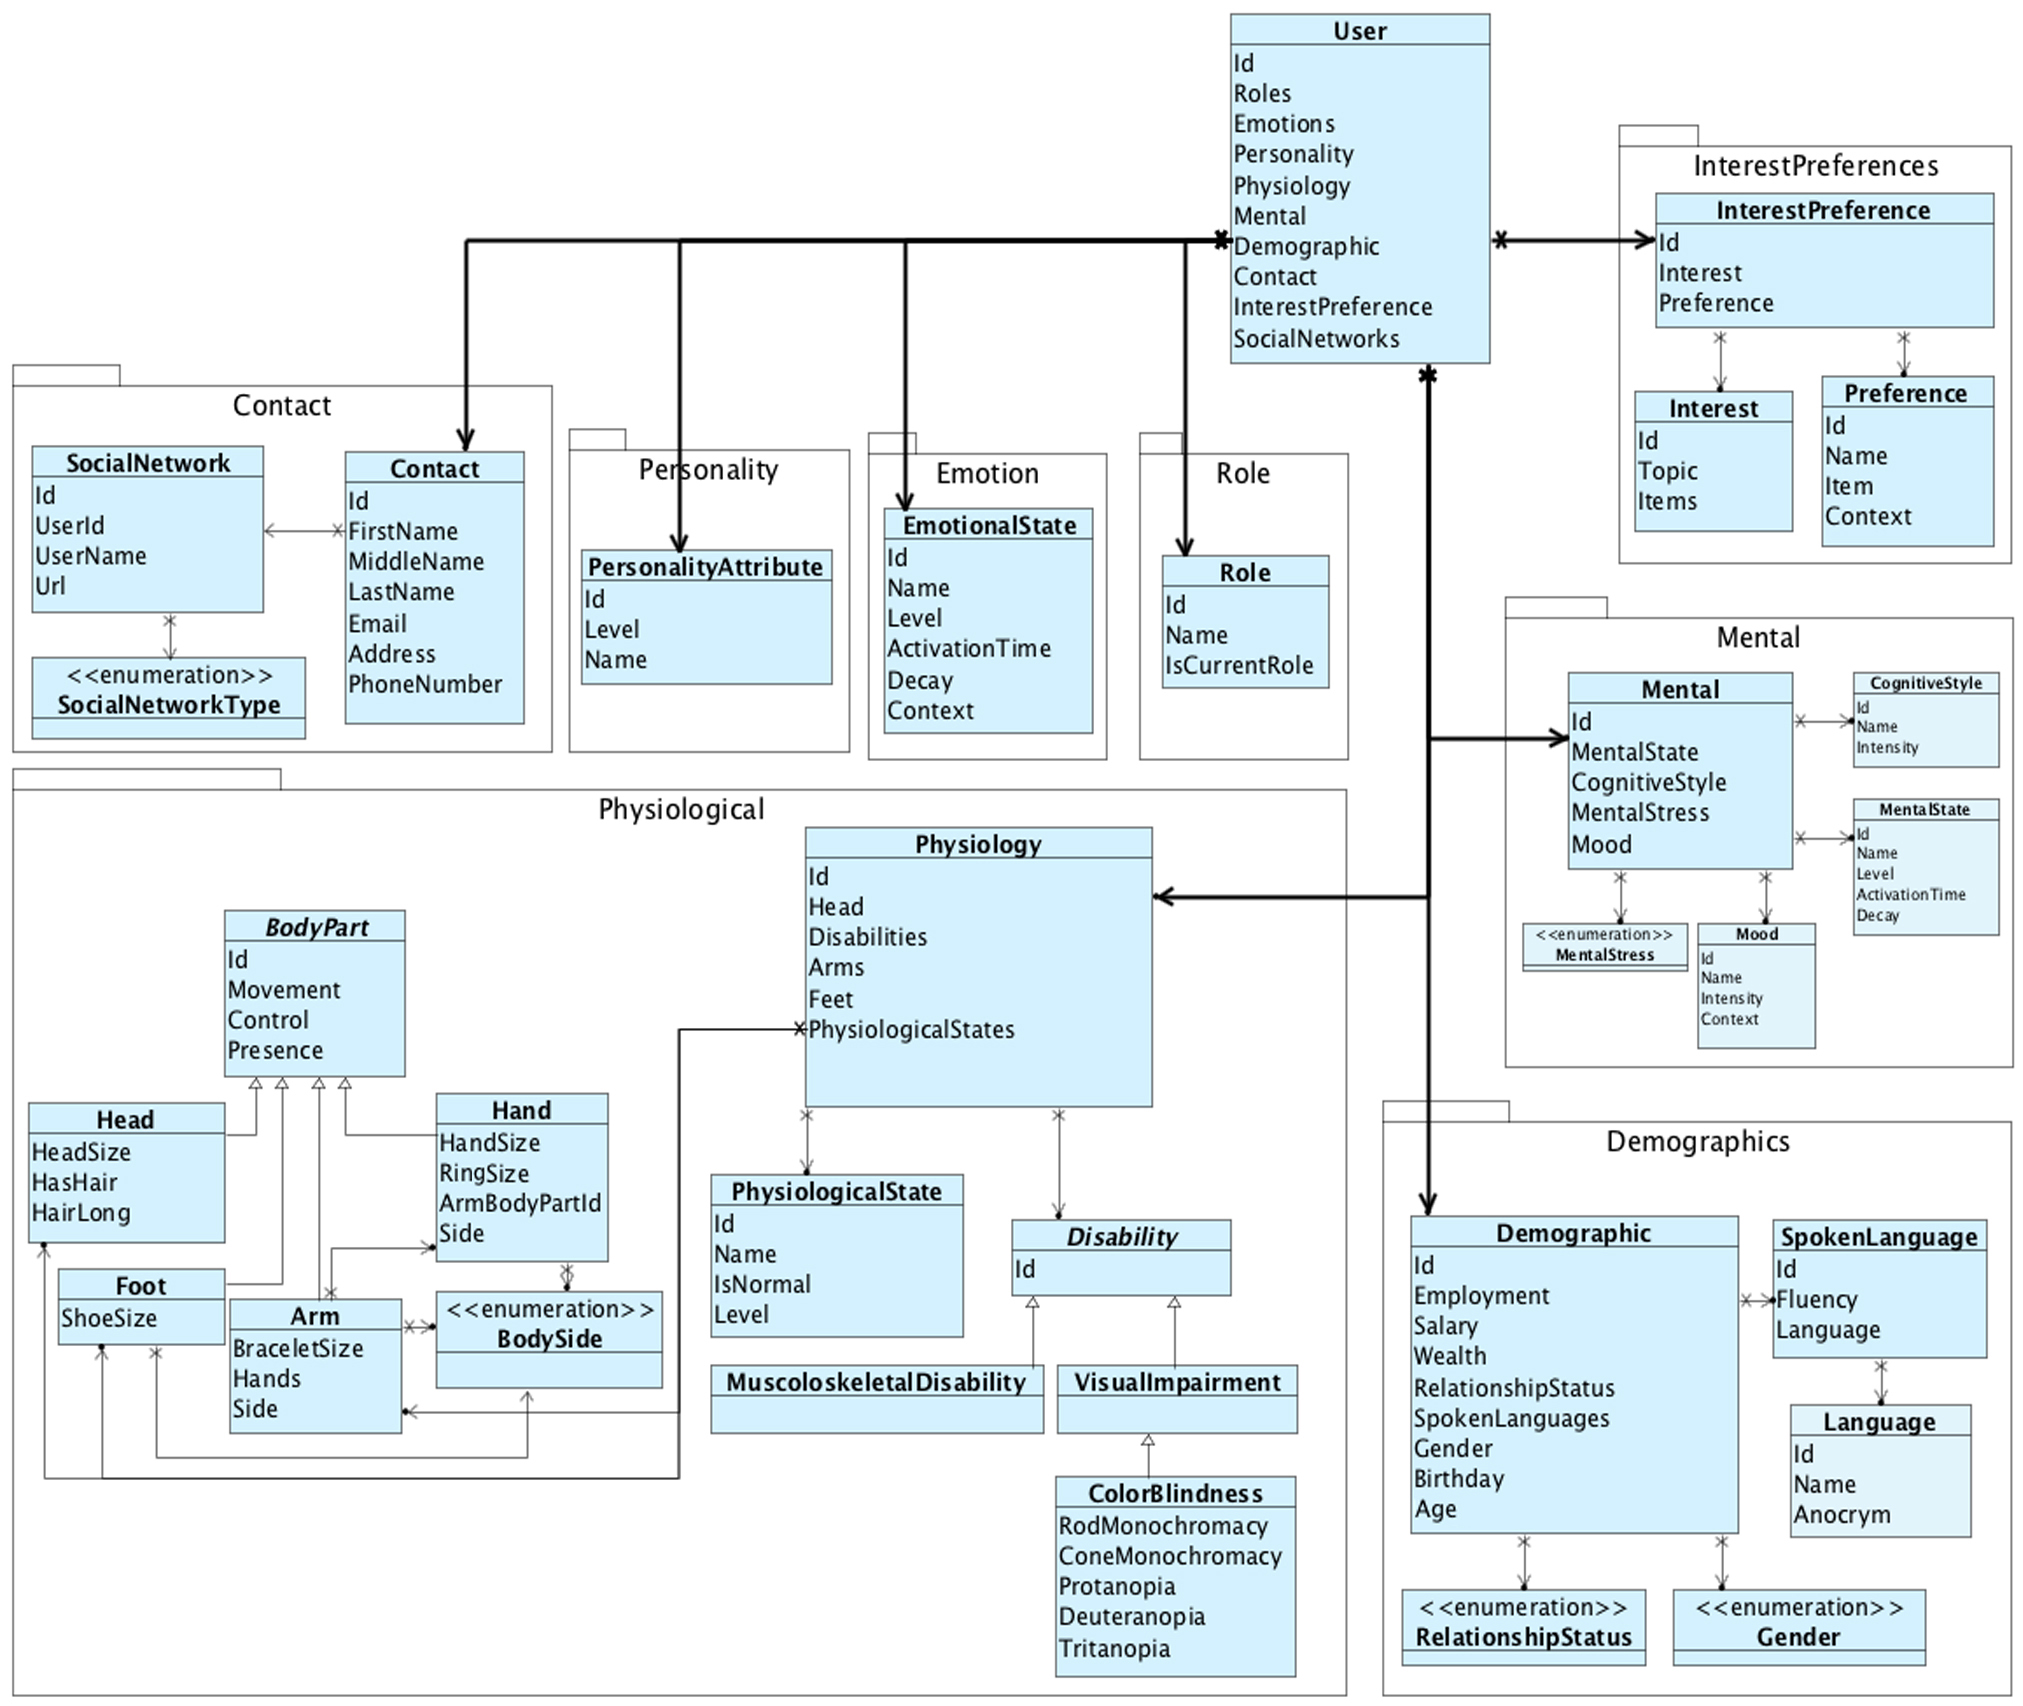 User
Id
Roles
Emotions
Personality
Physiology
Mental
Demographic
Contact
InterestPreference
SocialNetworks
InterestPreferences
InterestPreference
Id
Interest
Preference
Interest
Id
Topic
Items
Preference
Id
Name
Item
Context
Contact
SocialNetwork
Id
UserId
UserName
Url
<<enumeration>>
SocialNetworkType
Contact
Id
FirstName
MiddleName
LastName
Email
Address
PhoneNumber
Personality
PersonalityAttribute
Id
Level
Name
Emotion
EmotionalState
Id
Name
Level
ActivationTime
Decay
Context
Role
Role
Id
Name
IsCurrentRole
Mental
Mental
Id
MentalState
CognitiveStyle
MentalStress
Mood
CognitiveStyle
Id
Name
Intensity
MentalState
Id
Name
Level
ActivationTime
Decay
<<enumeration>>
MentalStress
Mood
Id
Name
Intensity
Context
Physiological
Physiology
Id
Head
Disabilities
Arms
Feet
PhysiologicalStates
BodyPart
Id
Movement
Control
Presence
Head
HeadSize
HasHair
HairLong
Hand
HandSize
RingSize
ArmBodyPartId
Side
Foot
ShoeSize
Arm
BraceletSize
Hands
Side
<<enumeration>>
BodySide
PhysiologicalState
Id
Name
IsNormal
Level
Disability
Id
MuscoloskeletalDisability
VisualImpairment
ColorBlindness
RodMonochromacy
ConeMonochromacy
Protanopia
Deuteranopia
Tritanopia
Demographics
Demographic
Id
Employment
Salary
Wealth
RelationshipStatus
SpokenLanguages
Gender
Birthday
Age
SpokenLanguage
Id
Fluency
Language
Language
Id
Name
Anocrym
<<enumeration>>
RelationshipStatus
<<enumeration>>
Gender